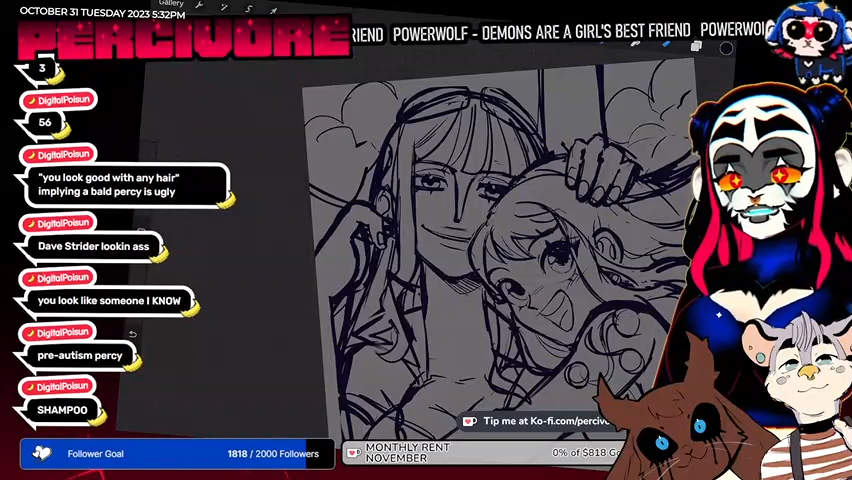 Gallery
OCTOBER 31 TUESDAY 2023 5:32PM
PERCIVORE
RIEND POWERWOLF - DEMONS ARE A GIRL'S BEST FRIEND POWERWO
3
DigitalPoisun
56
DigitalPoisun
"you look good with any hair"
implying a bald percy is ugly
DigitalPoisun
Dave Strider lookin ass
DigitalPoisun
you look like someone I KNOW
DigitalPoisun
pre-autism percy
DigitalPoisun
SHAMPOO
Tip me at Ko-fi.com/percivo
Follower Goal 1818 / 2000 Followers
MONTHLY RENT
NOVEMBER
0% of $818 Go